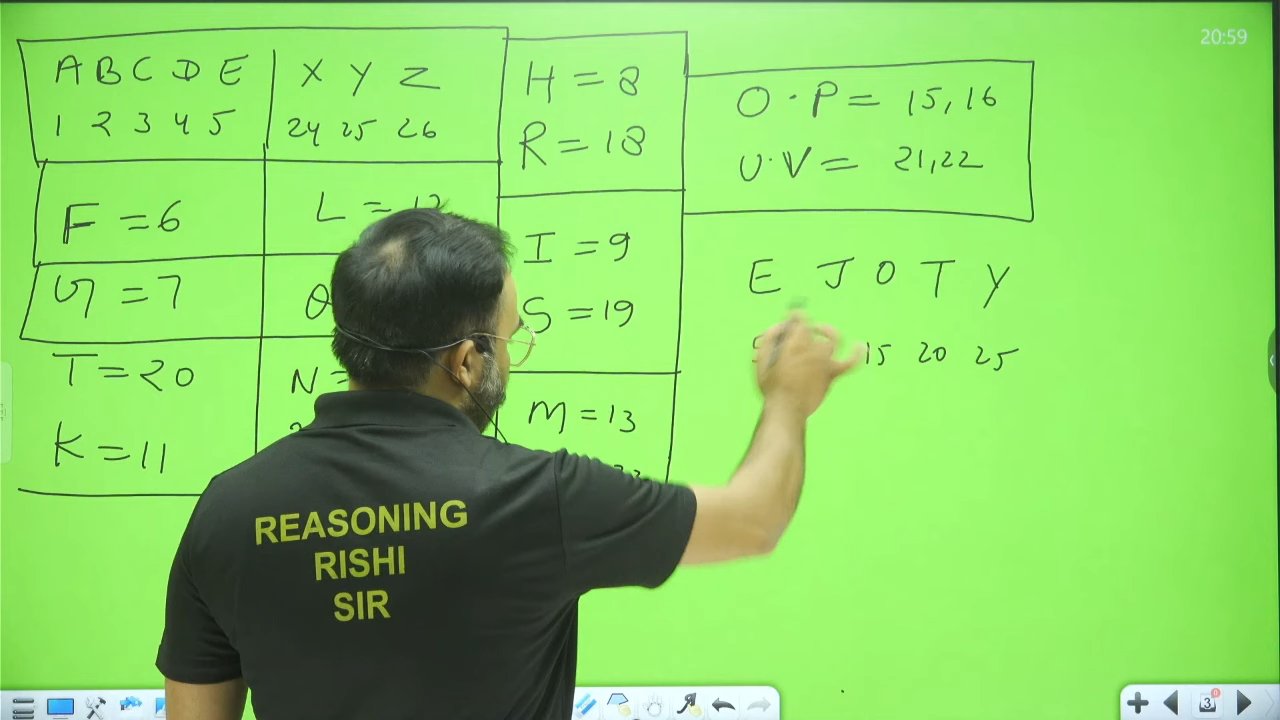 20:59
A B C D E
1 2 3 4 5
X Y Z
24 25 26
F = 6
G = 7
T = 20
K = 11
L =
N =
H = 8
R = 18
I = 9
S = 19
M = 13
O · P = 15, 16
U · V = 21, 22
E J O T Y
15 20 25
REASONING
RISHI
SIR
3